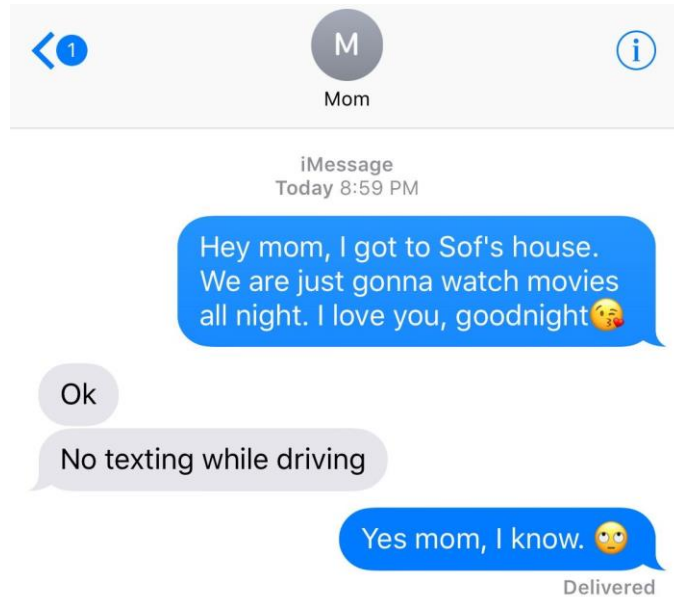 1
M
Mom
iMessage
Today 8:59 PM
Hey mom, I got to Sof's house.
We are just gonna watch movies
all night. I love you, goodnight😘
Ok
No texting while driving
Yes mom, I know. 🙄
Delivered